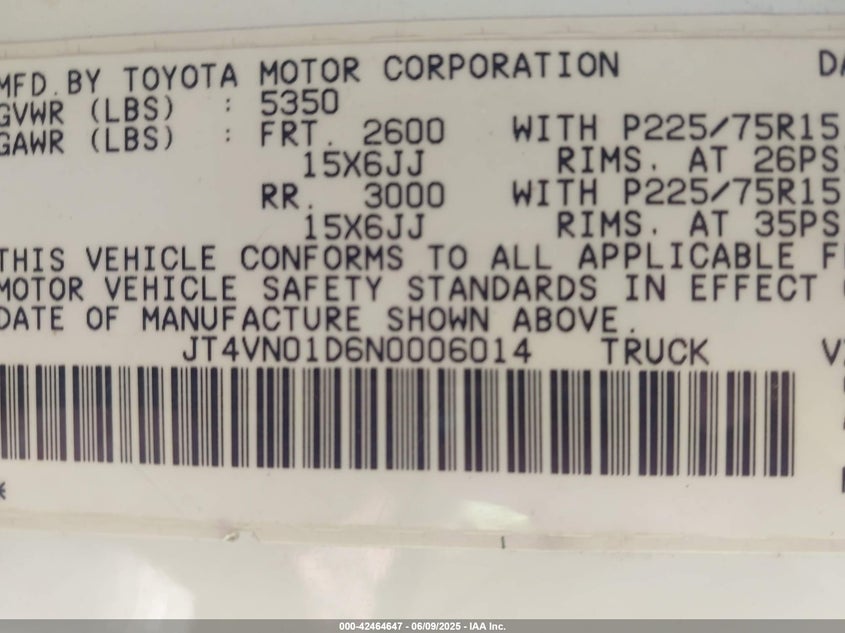 MFD.BY TOYOTA MOTOR CORPORATION DA
GVWR (LBS) : 5350
GAWR (LBS) : FRT. 2600 WITH P225/75R15
15X6JJ RIMS. AT 26PS
RR. 3000 WITH P225/75R15
15X6JJ RIMS. AT 35PS
THIS VEHICLE CONFORMS TO ALL APPLICABLE F
MOTOR VEHICLE SAFETY STANDARDS IN EFFECT
DATE OF MANUFACTURE SHOWN ABOVE.
JT4VN01D6N0006014 TRUCK V
000-42464647 - 06/09/2025 - IAA Inc.